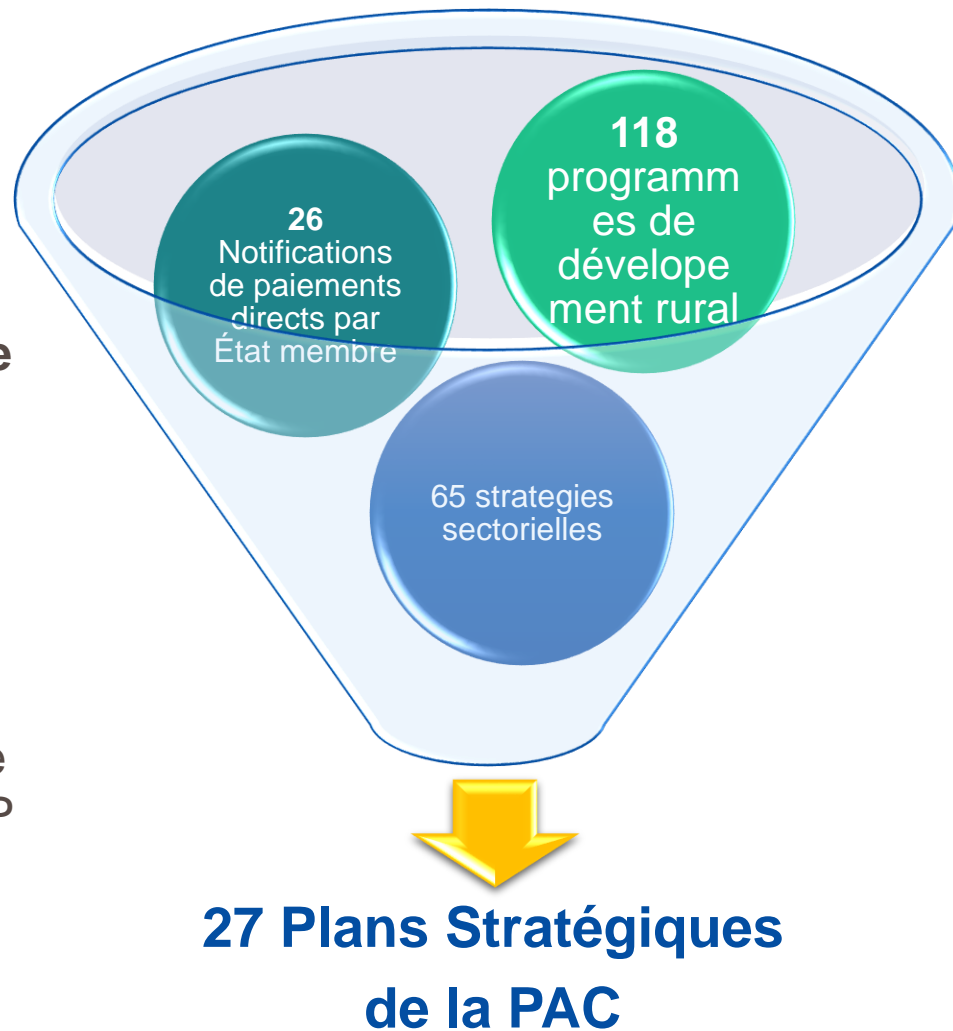 118
programm
es de
dévelope
ment rural
26
Notifications
de paiements
directs par
État membre
e
65 strategies
sectorielles
e
27 Plans Stratégiques
de la PAC